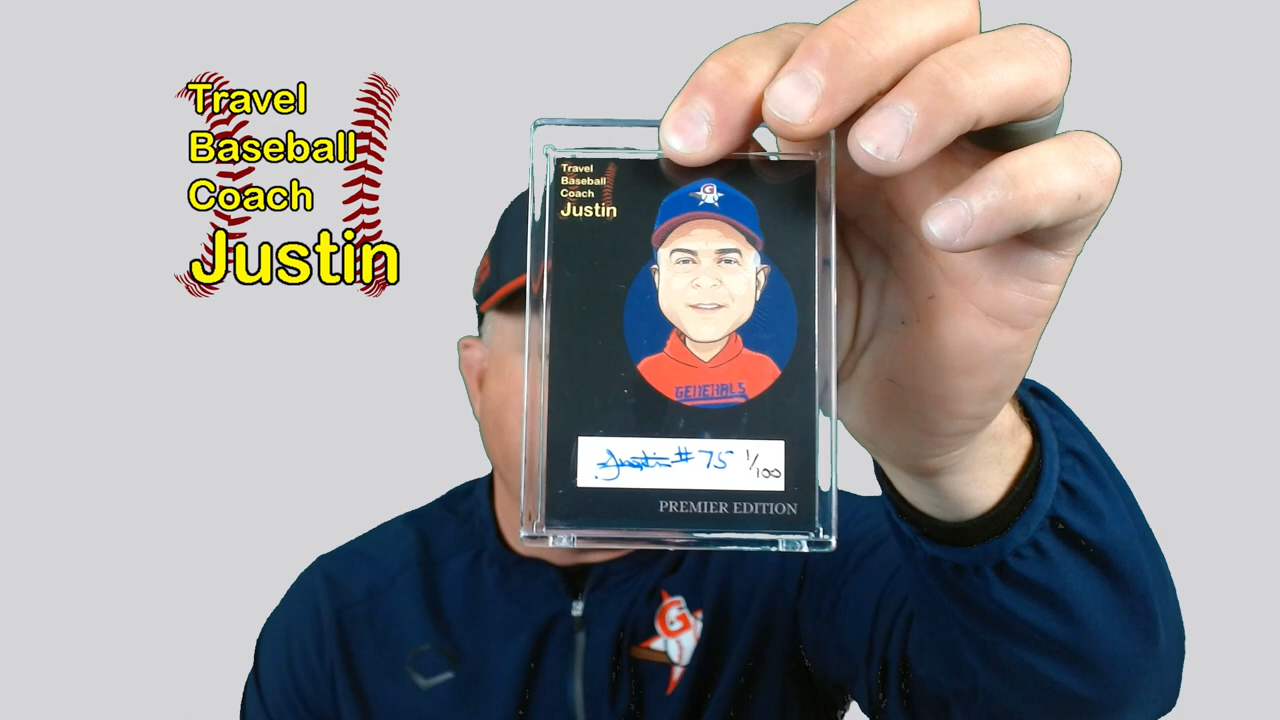 Travel
Baseball
Coach
Justin
Travel
Baseball
Coach
Justin
G
GENERALS
Justin #75 1/100
PREMIER EDITION
G